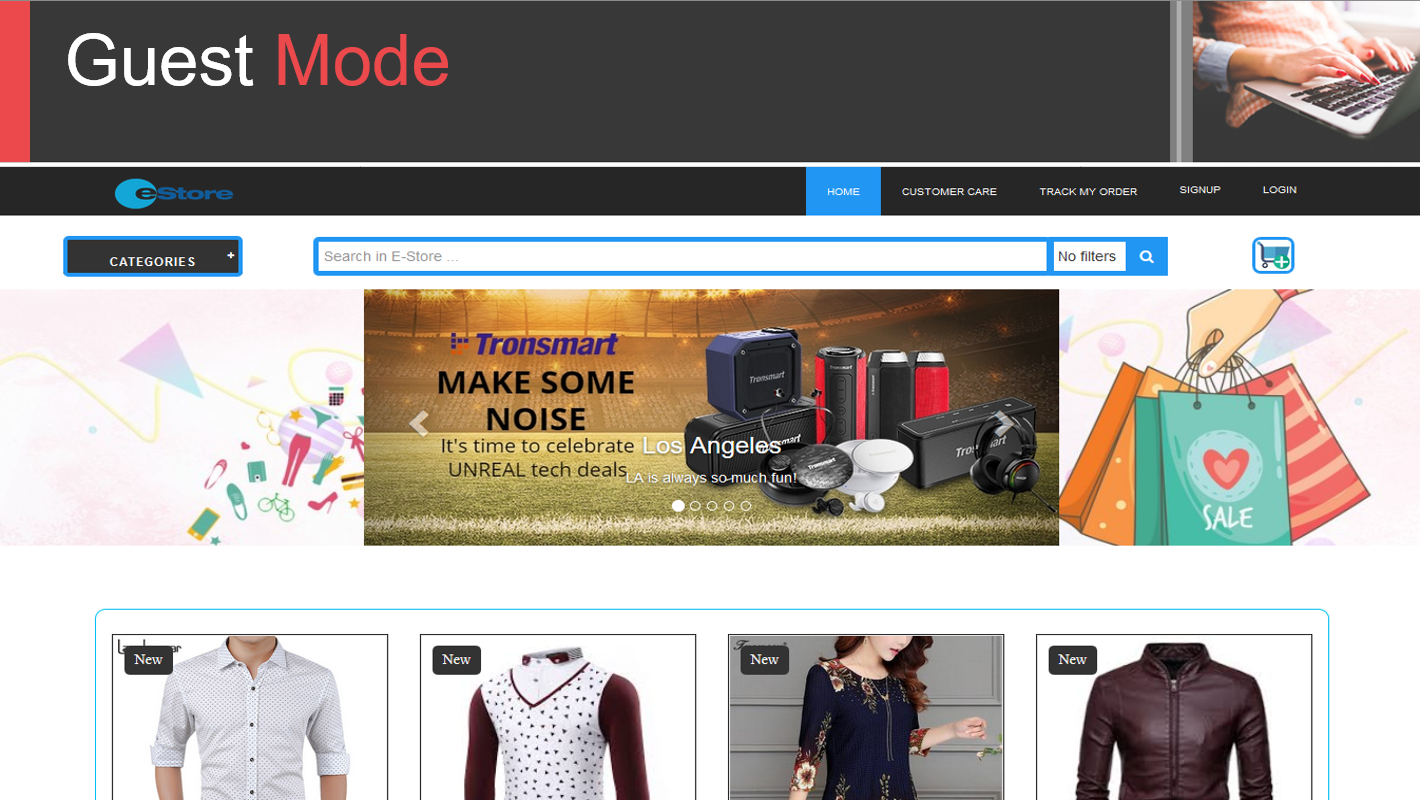 Guest Mode
eStore
HOME
CUSTOMER CARE
TRACK MY ORDER
SIGNUP
LOGIN
CATEGORIES +
Search in E-Store ...
No filters
Tronsmart
MAKE SOME
NOISE
It's time to celebrate
UNREAL tech deals
Los Angeles
LA is always so much fun!
Tronsmart
Tronsmart
SALE
New
New
New
New